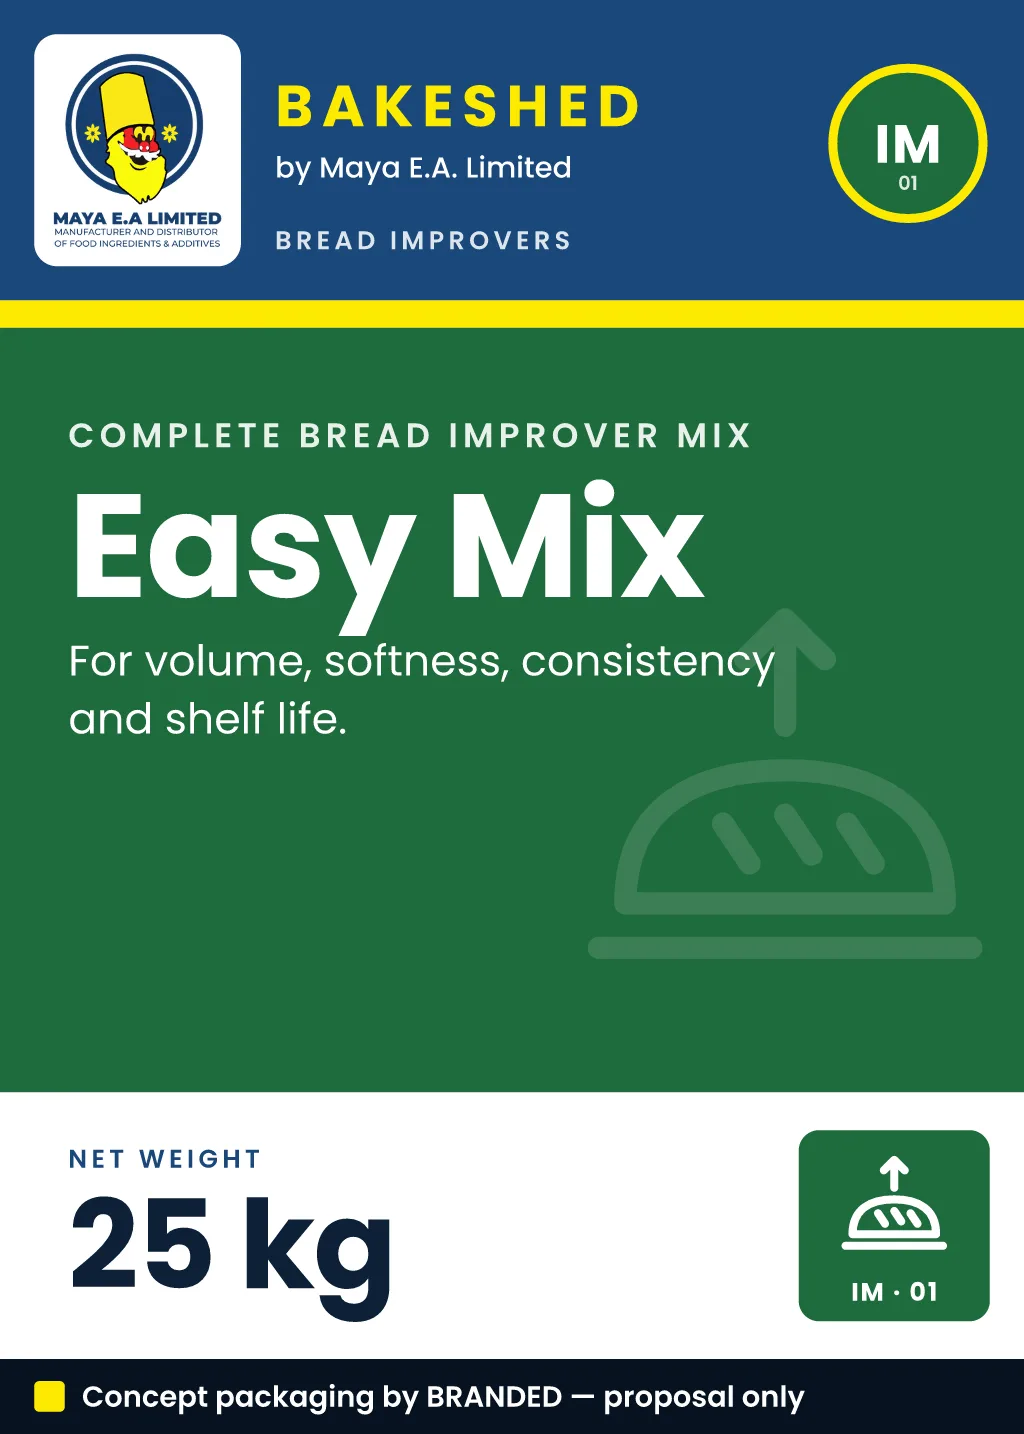 MAYA E.A LIMITED
MANUFACTURER AND DISTRIBUTOR
OF FOOD INGREDIENTS & ADDITIVES
BAKESHED
by Maya E.A. Limited
BREAD IMPROVERS
IM
01
COMPLETE BREAD IMPROVER MIX
Easy Mix
For volume, softness, consistency
and shelf life.
NET WEIGHT
25 kg
IM · 01
Concept packaging by BRANDED — proposal only